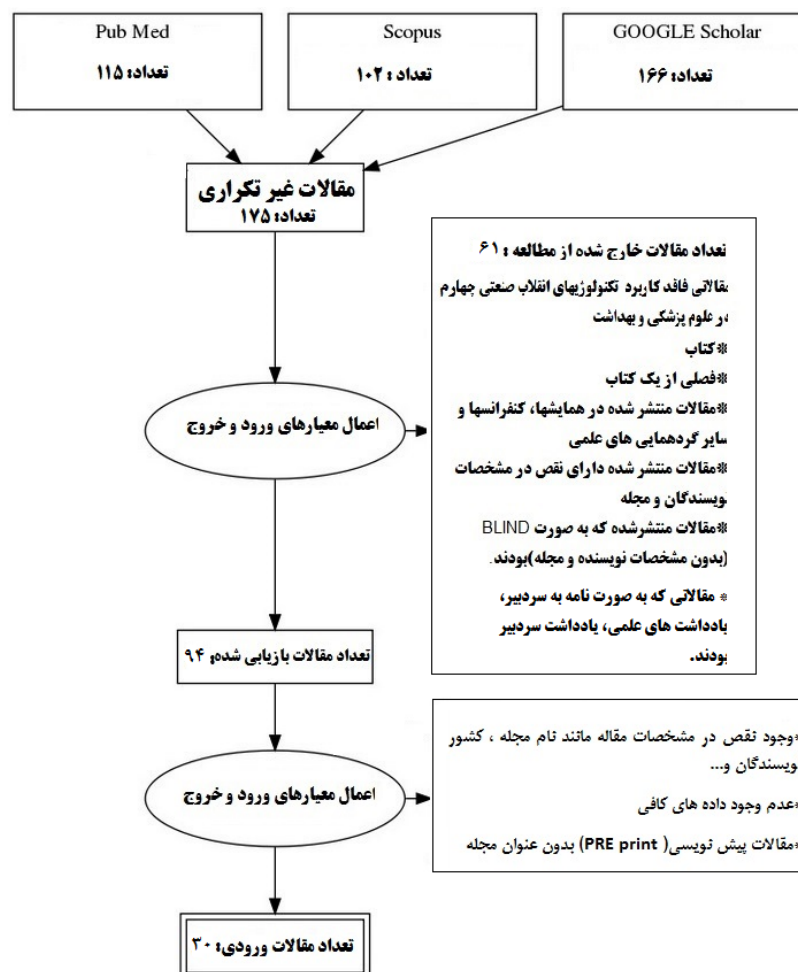 Pub Med
تعداد: ۱۱۵
Scopus
تعداد : ۱۰۲
GOOGLE Scholar
تعداد: ۱۶۶
مقالات غیر تکراری
تعداد: ۱۷۵
تعداد مقالات خارج شده از مطالعه : ۶۱
مقالاتی فاقد کاربرد تکنولوژیهای انقلاب صنعتی چهارم
در علوم پزشکی و بهداشت
*کتاب
*فصلی از یک کتاب
*مقالات منتشر شده در همایشها، کنفرانسها و
سایر گردهمایی های علمی
*مقالات منتشر شده دارای نقص در مشخصات
نویسندگان و مجله
*مقالات منتشرشده که به صورت BLIND
(بدون مشخصات نویسنده و مجله)بودند.
* مقالاتی که به صورت نامه به سردبیر،
یادداشت های علمی، یادداشت سردبیر
بودند.
اعمال معیارهای ورود و خروج
تعداد مقالات بازیابی شده: ۹۴
*وجود نقص در مشخصات مقاله مانند نام مجله ، کشور
نویسندگان و...
*عدم وجود داده های کافی
*مقالات پیش نویسی( PRE print) بدون عنوان مجله
اعمال معیارهای ورود و خروج
تعداد مقالات ورودی: ۳۰